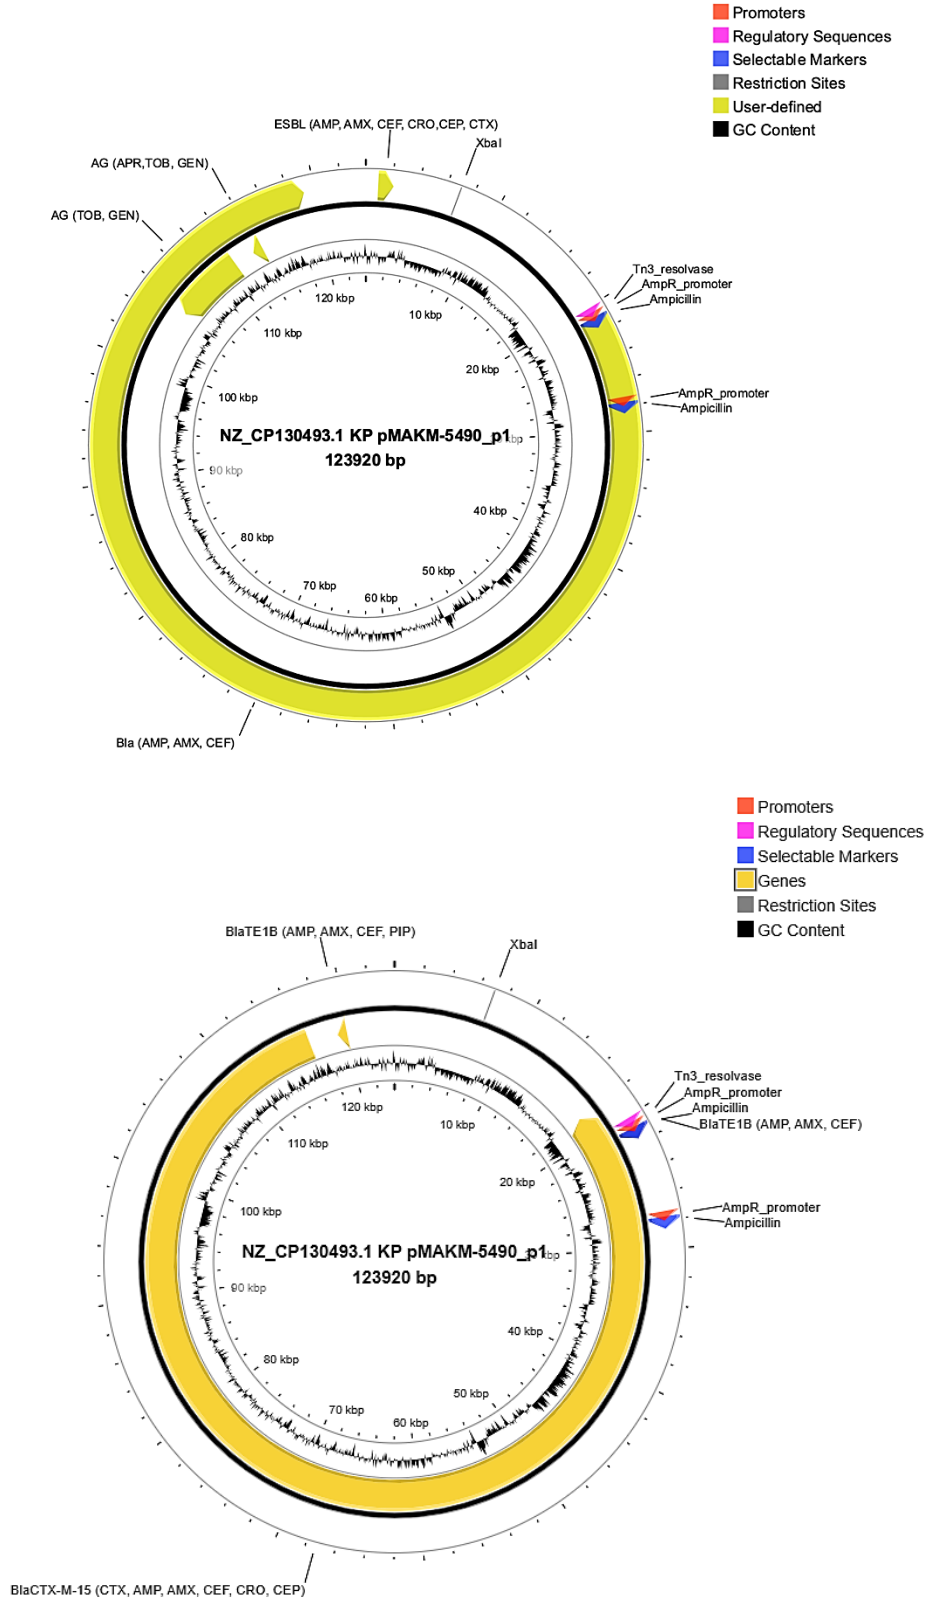 Promoters
Regulatory Sequences
Selectable Markers
Restriction Sites
User-defined
GC Content
ESBL (AMP, AMX, CEF, CRO,CEP, CTX)
XbaI
AG (APR,TOB, GEN)
AG (TOB, GEN)
Tn3_resolvase
AmpR_promoter
Ampicillin
120 kbp
10 kbp
110 kbp
20 kbp
100 kbp
AmpR_promoter
Ampicillin
NZ_CP130493.1 KP pMAKM-5490_p1
123920 bp
90 kbp
40 kbp
80 kbp
50 kbp
70 kbp
60 kbp
Bla (AMP, AMX, CEF)
Promoters
Regulatory Sequences
Selectable Markers
Genes
Restriction Sites
GC Content
BlaTE1B (AMP, AMX, CEF, PIP)
XbaI
Tn3_resolvase
AmpR_promoter
Ampicillin
BlaTE1B (AMP, AMX, CEF)
120 kbp
10 kbp
110 kbp
20 kbp
100 kbp
AmpR_promoter
Ampicillin
NZ_CP130493.1 KP pMAKM-5490_p1
123920 bp
90 kbp
40 kbp
80 kbp
50 kbp
70 kbp
60 kbp
BlaCTX-M-15 (CTX, AMP, AMX, CEF, CRO, CEP)